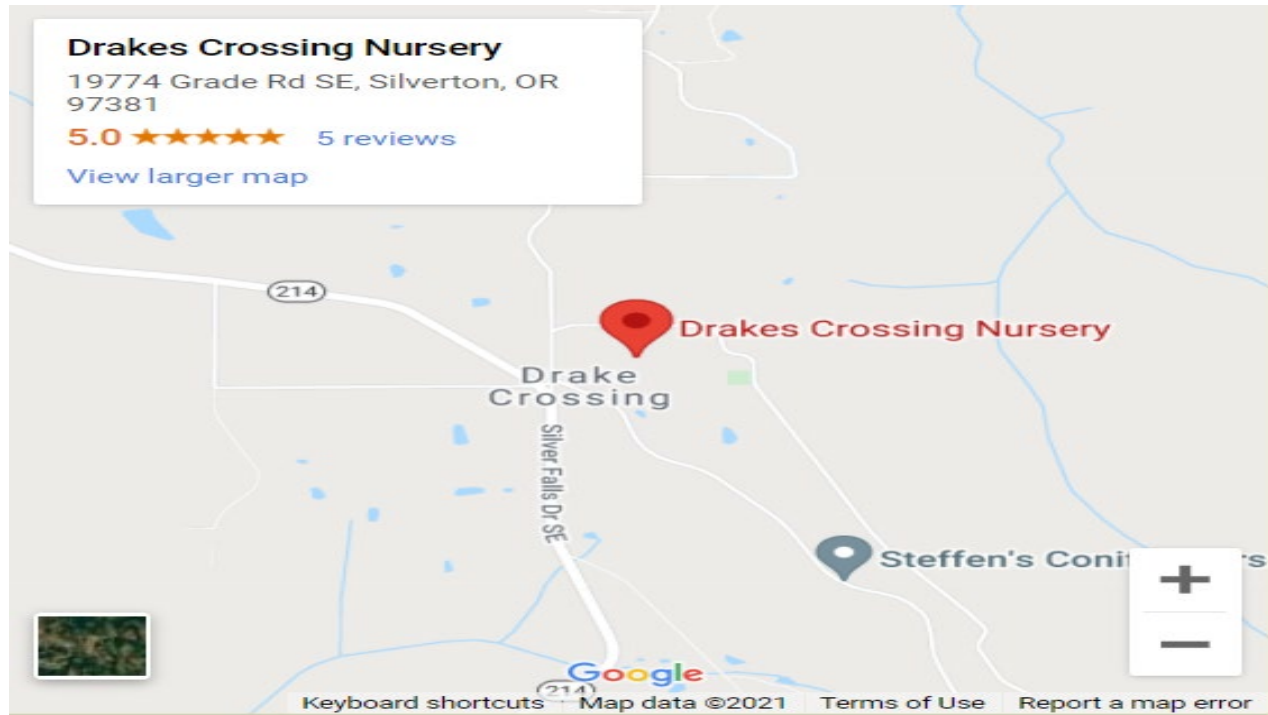 Drakes Crossing Nursery
19774 Grade Rd SE, Silverton, OR
97381
5.0 5 reviews
View larger map
214
Drakes Crossing Nursery
Drake
Crossing
Silver Falls Dr SE
Steffen's
Google
214
Keyboard shortcuts Map data ©2021 Terms of Use Report a map error